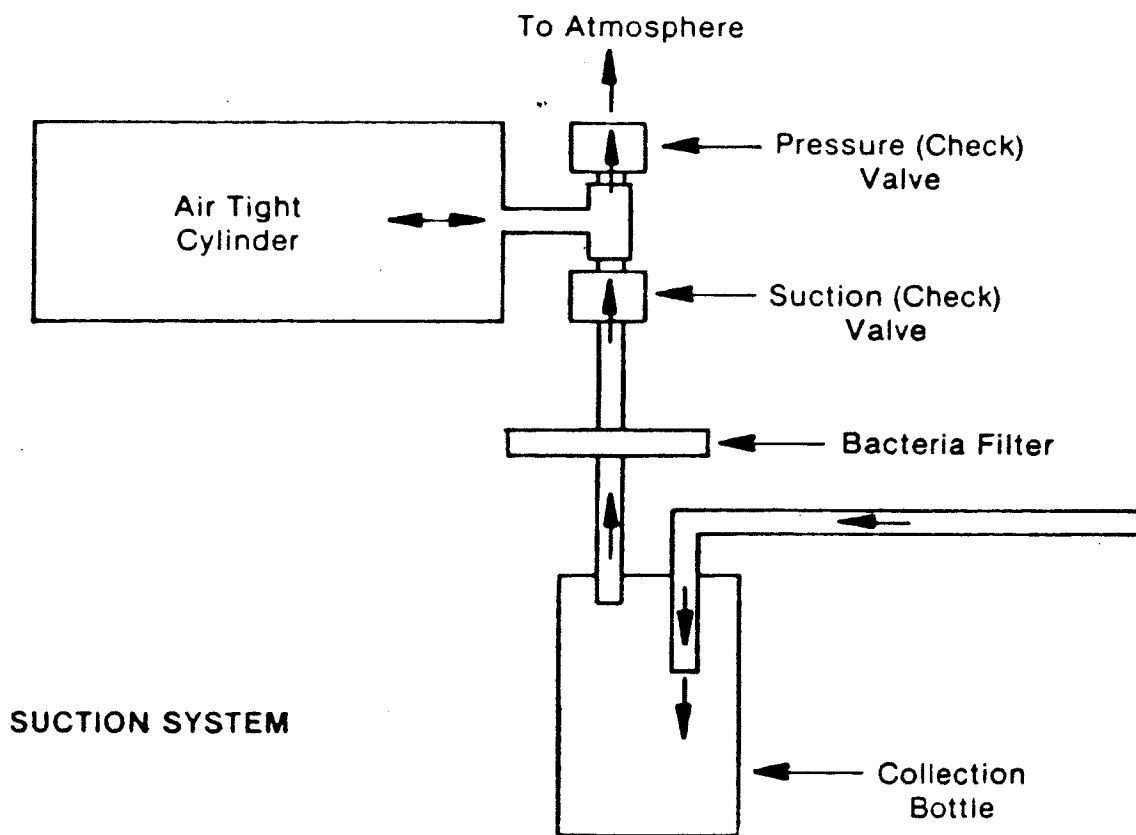 To Atmosphere
Pressure (Check)
Valve
Air Tight
Cylinder
Suction (Check)
Valve
Bacteria Filter
SUCTION SYSTEM
Collection
Bottle